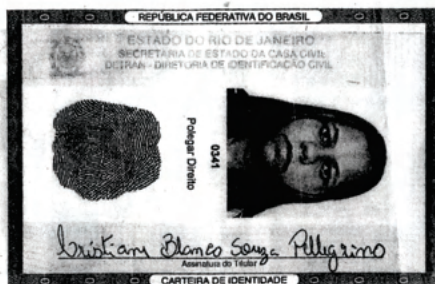 REPÚBLICA FEDERATIVA DO BRASIL
ESTADO DO RIO DE JANEIRO
SECRETARIA DE ESTADO DA CASA CIVIL
DETRAN - DIRETORIA DE IDENTIFICAÇÃO CIVIL
Polegar Direito
0341
Cristiany Blanco Souza Pellegrino
Assinatura do Titular
CARTEIRA DE IDENTIDADE